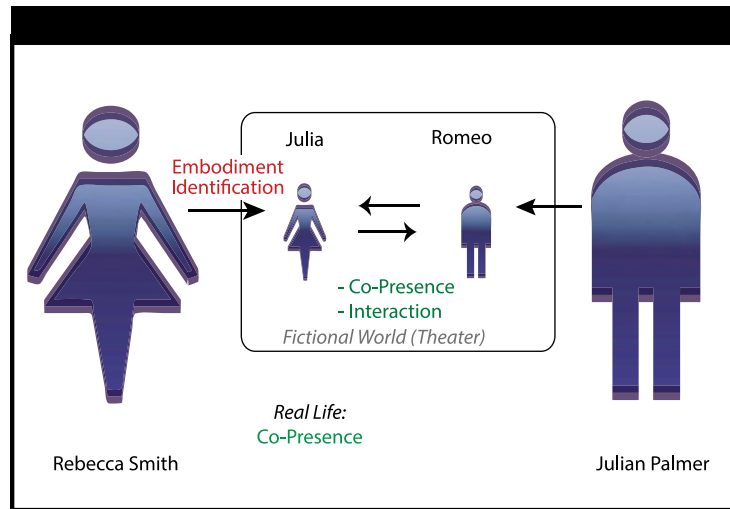 Julia
Romeo
Embodiment
Identification
- Co-Presence
- Interaction
Fictional World (Theater)
Real Life:
Co-Presence
Rebecca Smith
Julian Palmer